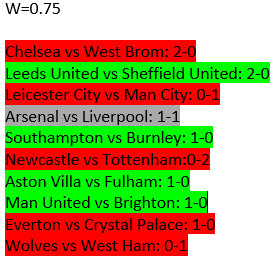 W=0.75
Chelsea vs West Brom: 2-0
Leeds United vs Sheffield United: 2-0
Leicester City vs Man City: 0-1
Arsenal vs Liverpool: 1-1
Southampton vs Burnley: 1-0
Newcastle vs Tottenham:0-2
Aston Villa vs Fulham: 1-0
Man United vs Brighton: 1-0
Everton vs Crystal Palace: 1-0
Wolves vs West Ham: 0-1